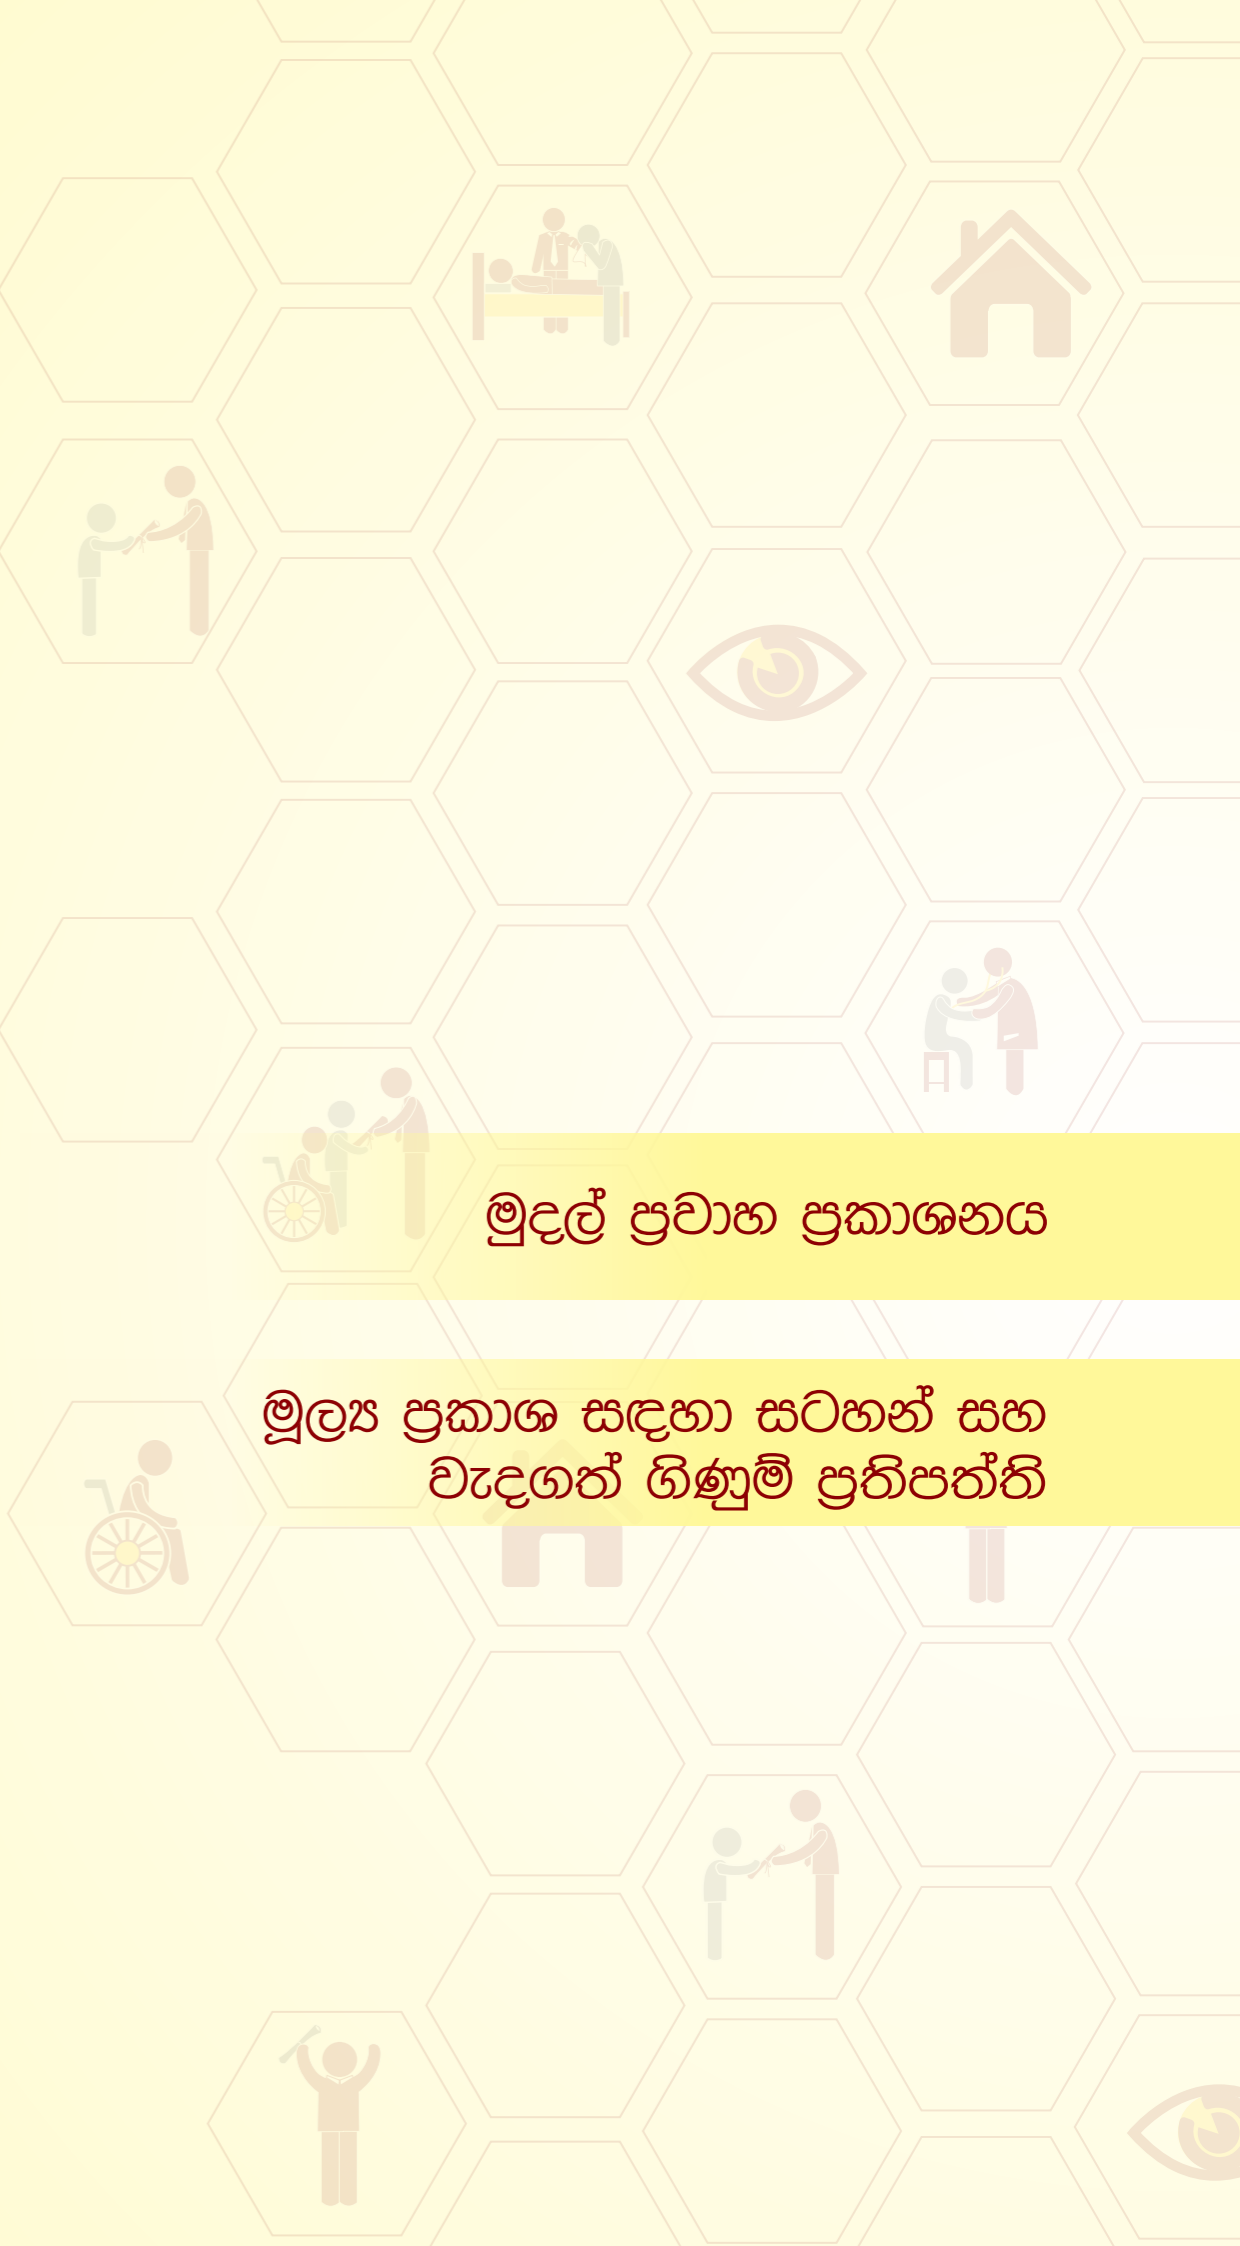 මුදල් ප්‍රවාහ ප්‍රකාශනය
මූල්‍ය ප්‍රකාශ සඳහා සටහන් සහ
වැදගත් ගිණුම් ප්‍රතිපත්ති